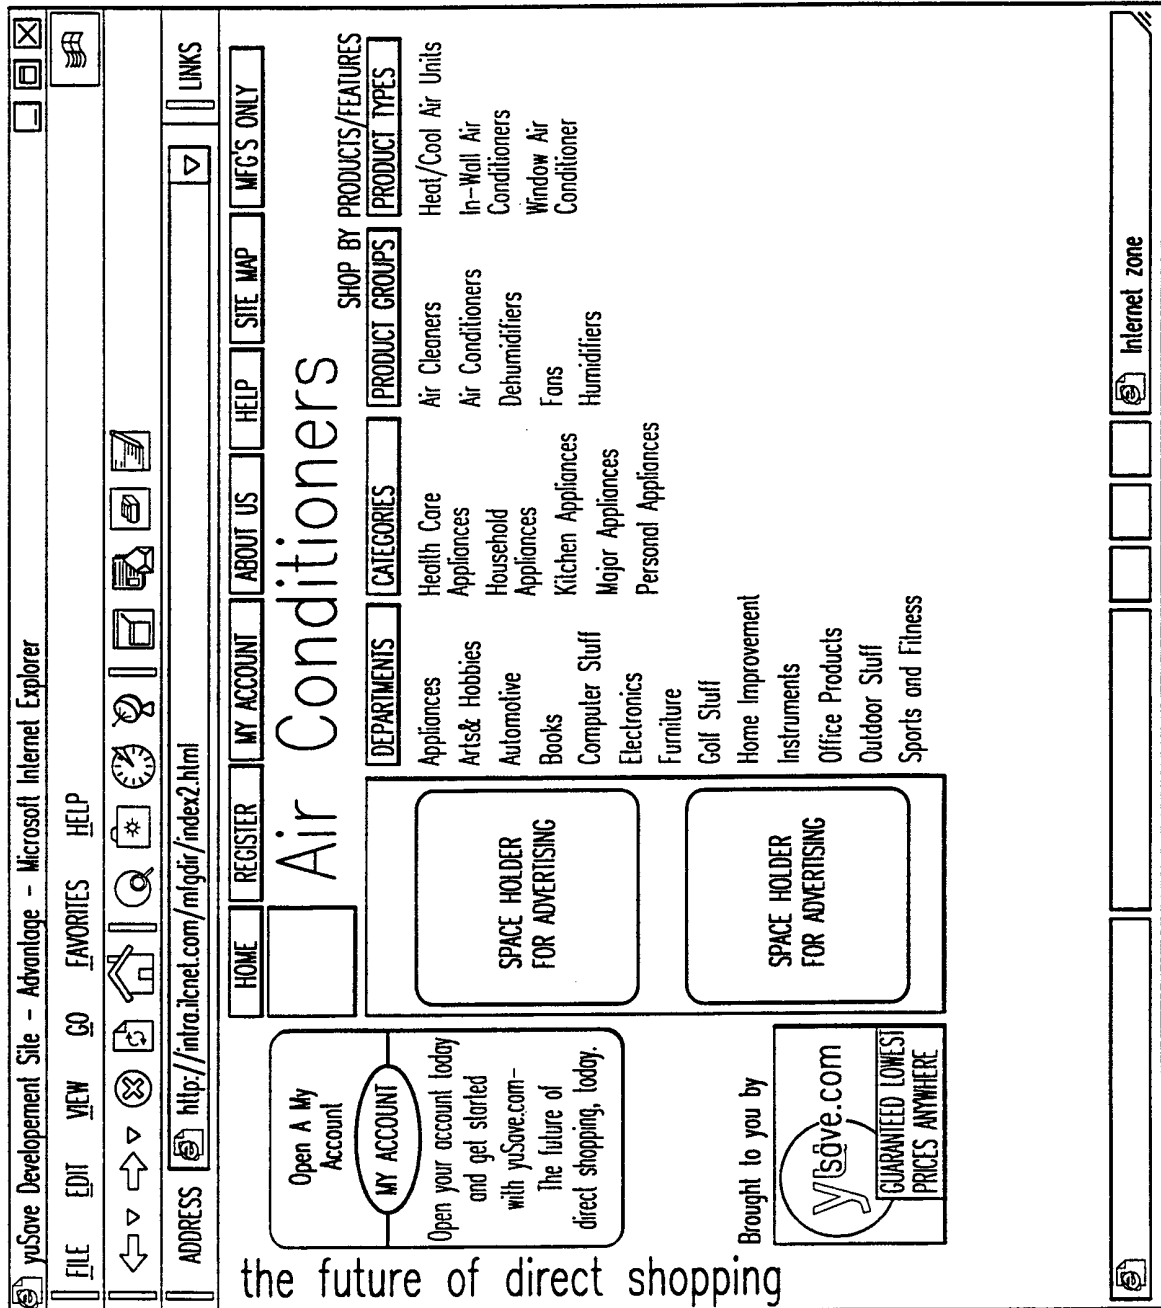 yuSave Developement Site - Advantage - Microsoft Internet Explorer
FILE EDIT VIEW GO FAVORITES HELP
ADDRESS http://intra.ilcnet.com/mfgdir/index2.html LINKS
HOME REGISTER MY ACCOUNT ABOUT US HELP SITE MAP MFG'S ONLY
the future of direct shopping
Open A My
Account
MY ACCOUNT
Open your account today
and get started
with yuSave.com-
The future of
direct shopping, today.
Brought to you by
yusave.com
GUARANTEED LOWEST
PRICES ANYWHERE
Air Conditioners
SHOP BY PRODUCTS/FEATURES
SPACE HOLDER
FOR ADVERTISING
SPACE HOLDER
FOR ADVERTISING
DEPARTMENTS
Appliances
Arts& Hobbies
Automotive
Books
Computer Stuff
Electronics
Furniture
Golf Stuff
Home Improvement
Instruments
Office Products
Outdoor Stuff
Sports and Fitness
CATEGORIES
Health Care
Appliances
Household
Appliances
Kitchen Appliances
Major Appliances
Personal Appliances
PRODUCT GROUPS
Air Cleaners
Air Conditioners
Dehumidifiers
Fans
Humidifiers
PRODUCT TYPES
Heat/Cool Air Units
In-Wall Air
Conditioners
Window Air
Conditioner
Internet zone